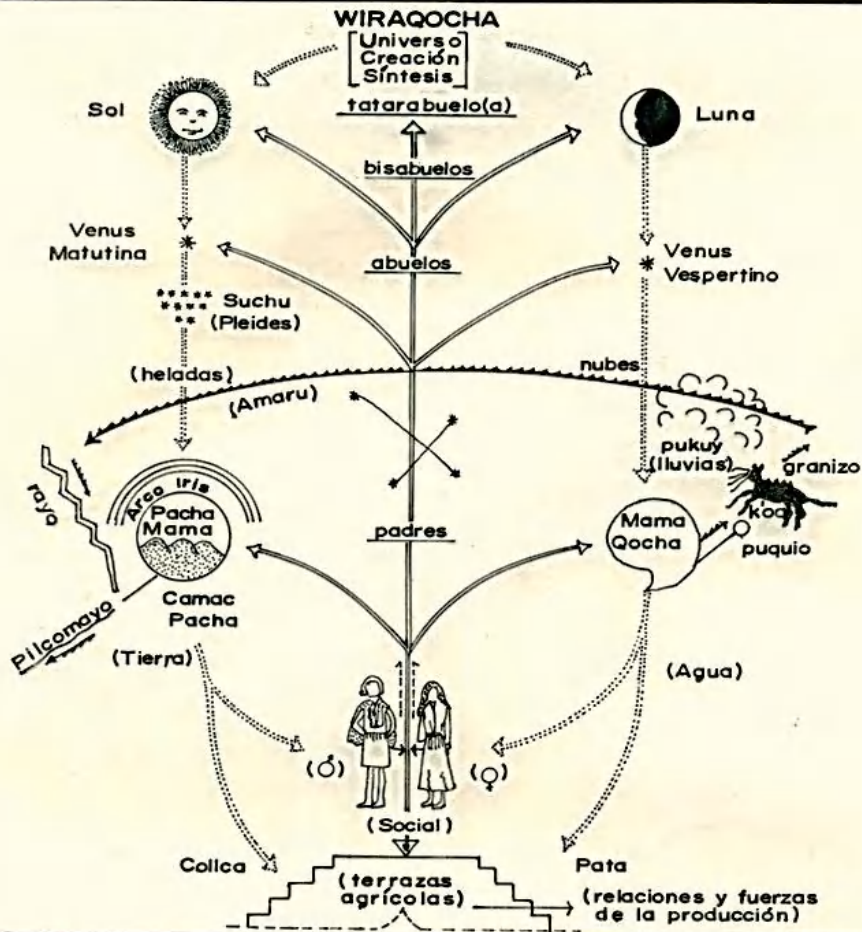 WIRAQOCHA
[Universo
Creación
Síntesis]
tatarabuelo(a)
Sol
Luna
bisabuelos
Venus
Matutina
abuelos
Venus
Vespertino
Suchu
(Pleides)
(heladas)
nubes
(Amaru)
pukuy
(lluvias)
granizo
rayo
Arco Iris
Pacha
Mama
padres
Mama
Qocha
k'oa
puquio
Camac
Pacha
Pilcomayo
(Tierra)
(Agua)
(♂)
(♀)
(Social)
Collca
Pata
(terrazas
agrícolas)
(relaciones y fuerzas
de la producción)